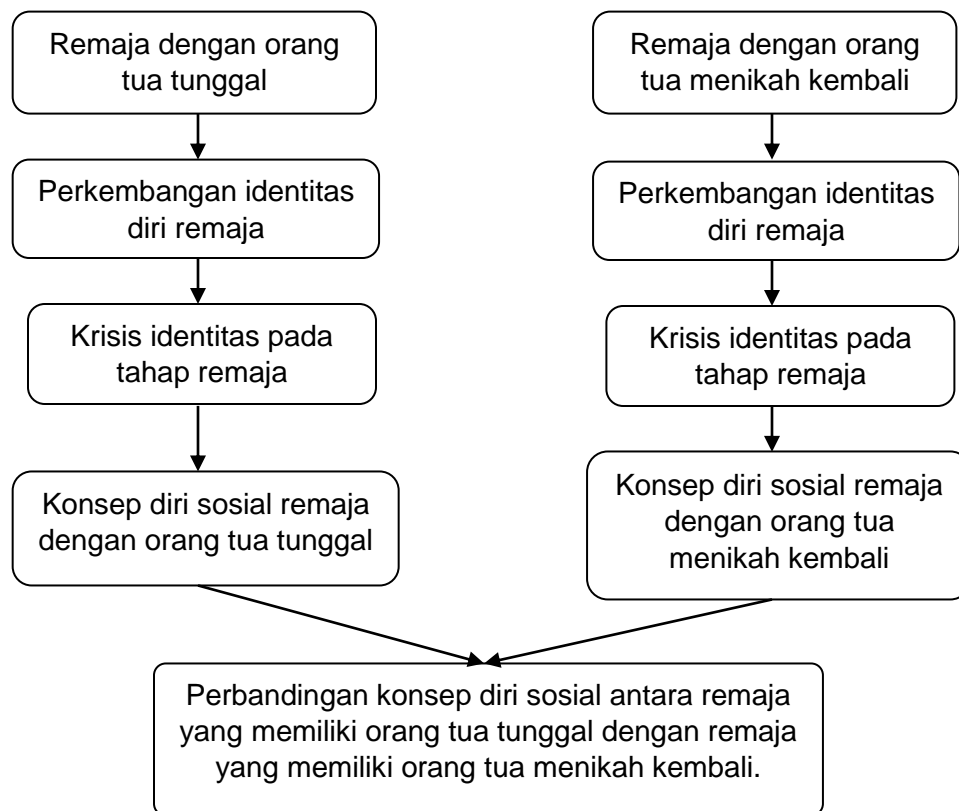 Remaja dengan orang
tua tunggal
Remaja dengan orang
tua menikah kembali
Perkembangan identitas
diri remaja
Perkembangan identitas
diri remaja
Krisis identitas pada
tahap remaja
Krisis identitas pada
tahap remaja
Konsep diri sosial remaja
dengan orang tua tunggal
Konsep diri sosial remaja
dengan orang tua
menikah kembali
Perbandingan konsep diri sosial antara remaja
yang memiliki orang tua tunggal dengan remaja
yang memiliki orang tua menikah kembali.